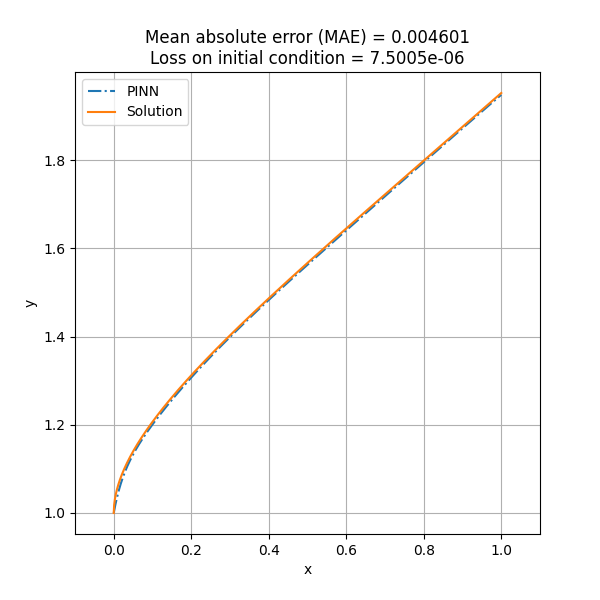 Mean absolute error (MAE) = 0.004601
Loss on initial condition = 7.5005e-06
PINN
Solution
1.8
1.6
1.4
1.2
1.0
y
0.0 0.2 0.4 0.6 0.8 1.0
x